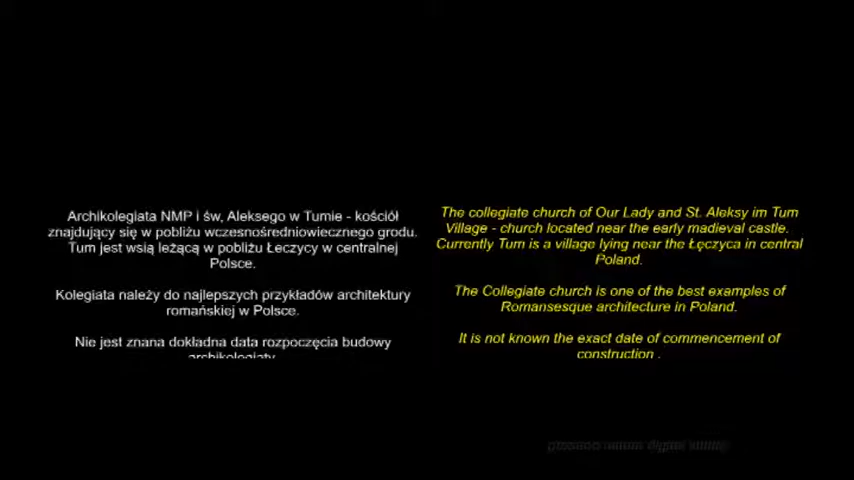 Archikolegiata NMP i św, Aleksego w Tumie - kościół
znajdujący się w pobliżu wczesnośredniowiecznego grodu.
Tum jest wsią leżącą w pobliżu Łeczycy w centralnej
Polsce.
Kolegiata należy do najlepszych przykładów architektury
romańskiej w Polsce.
Nie jest znana dokładna data rozpoczęcia budowy
archikolegiaty
The collegiate church of Our Lady and St. Aleksy im Tum
Village - church located near the early madieval castle.
Currently Tum is a village lying near the Łęczyca in central
Poland.
The Collegiate church is one of the best examples of
Romansesque architecture in Poland.
It is not known the exact date of commencement of
construction .